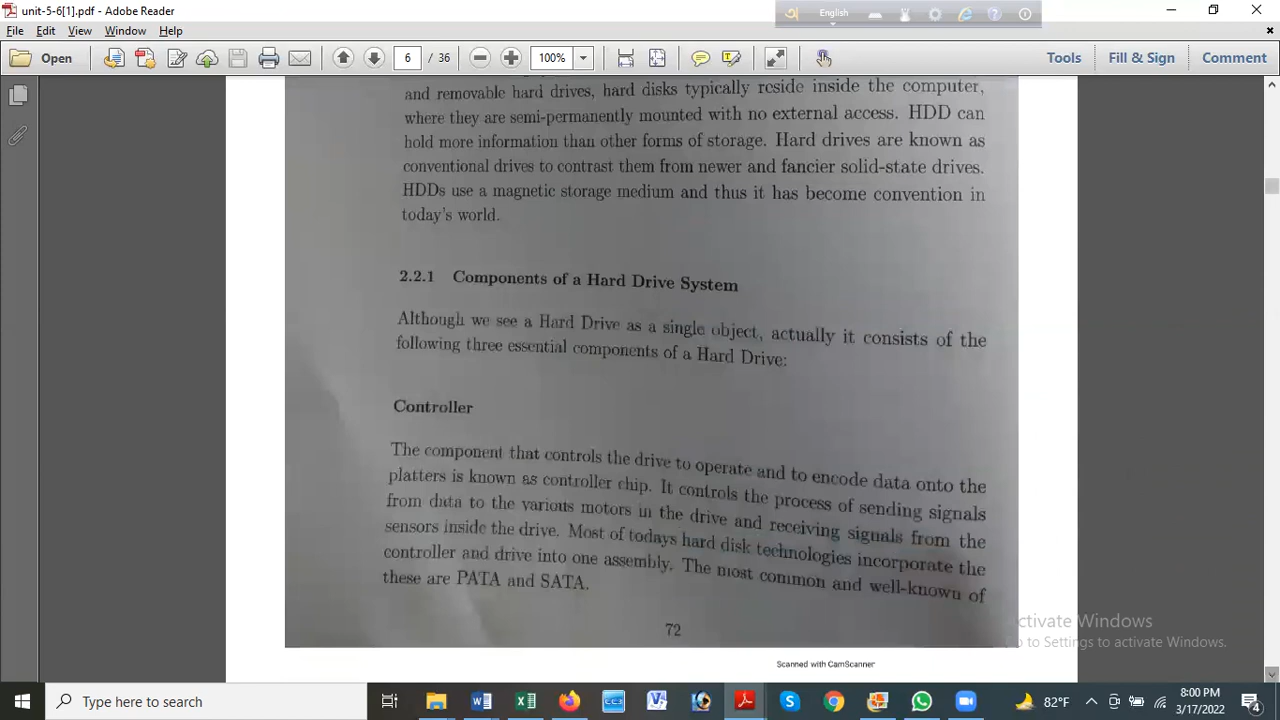 unit-5-6[1].pdf - Adobe Reader
English
File Edit View Window Help
Open 6 / 36 100% Tools Fill & Sign Comment
and removable hard drives, hard disks typically reside inside the computer,
where they are semi-permanently mounted with no external access. HDD can
hold more information than other forms of storage. Hard drives are known as
conventional drives to contrast them from newer and fancier solid-state drives.
HDDs use a magnetic storage medium and thus it has become convention in
today's world.
2.2.1 Components of a Hard Drive System
Although we see a Hard Drive as a single object, actually it consists of the
following three essential components of a Hard Drive:
Controller
The component that controls the drive to operate and to encode data onto the
platters is known as controller chip. It controls the process of sending signals
from data to the various motors in the drive and receiving signals from the
sensors inside the drive. Most of todays hard disk technologies incorporate the
controller and drive into one assembly. The most common and well-known of
these are PATA and SATA.
72
Scanned with CamScanner
ctivate Windows
o to Settings to activate Windows.
Type here to search
82°F
8:00 PM
3/17/2022
4